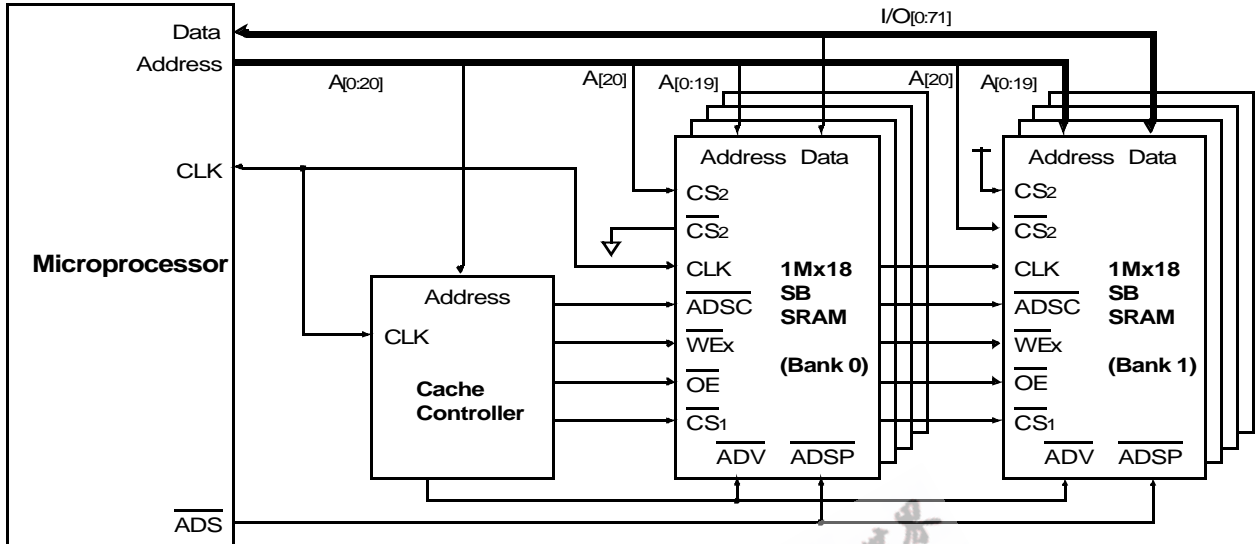 I/O[0:71]
Data
Address
A[0:20]
A[20]
A[0:19]
A[20]
A[0:19]
CLK
Microprocessor
ADS
Address
CLK
Cache
Controller
Address Data
CS2
CS2
CLK
ADSC
WEx
OE
CS1
ADV ADSP
1Mx18
SB
SRAM
(Bank 0)
Address Data
CS2
CS2
CLK
ADSC
WEx
OE
CS1
ADV ADSP
1Mx18
SB
SRAM
(Bank 1)